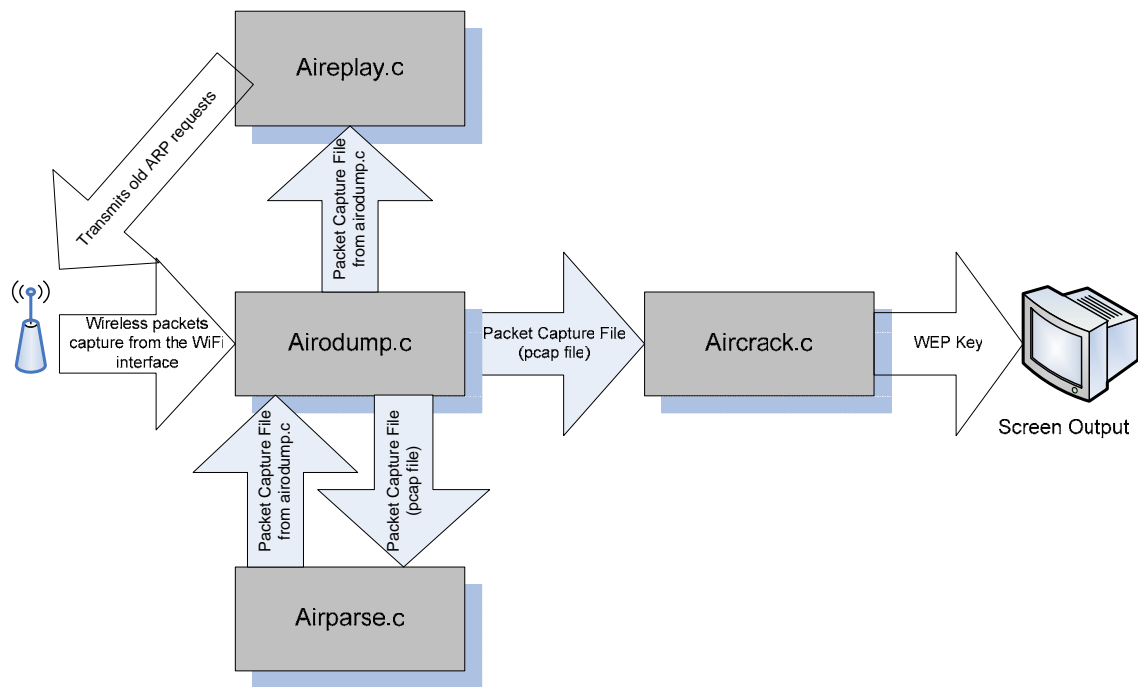 Aireplay.c
Transmits old ARP requests
Packet Capture File
from airodump.c
Wireless packets
capture from the WiFi
interface
Airodump.c
Packet Capture File
(pcap file)
Aircrack.c
WEP Key
Screen Output
Packet Capture File
from airodump.c
Packet Capture File
(pcap file)
Airparse.c